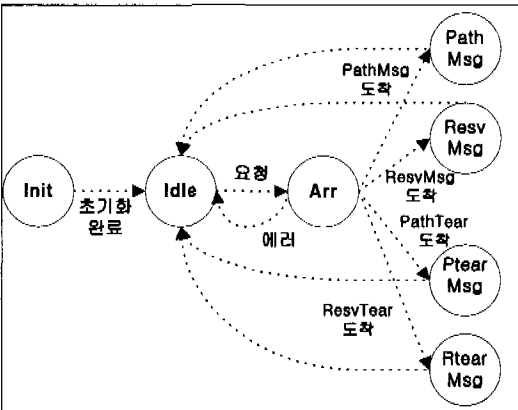 Path
Msg
PathMsg
도착
Resv
Msg
Init
초기화
완료
Idle
요청
에러
Arr
ResvMsg
도착
PathTear
도착
Ptear
Msg
ResvTear
도착
Rtear
Msg